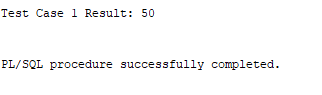 Test Case 1 Result: 50
PL/SQL procedure successfully completed.